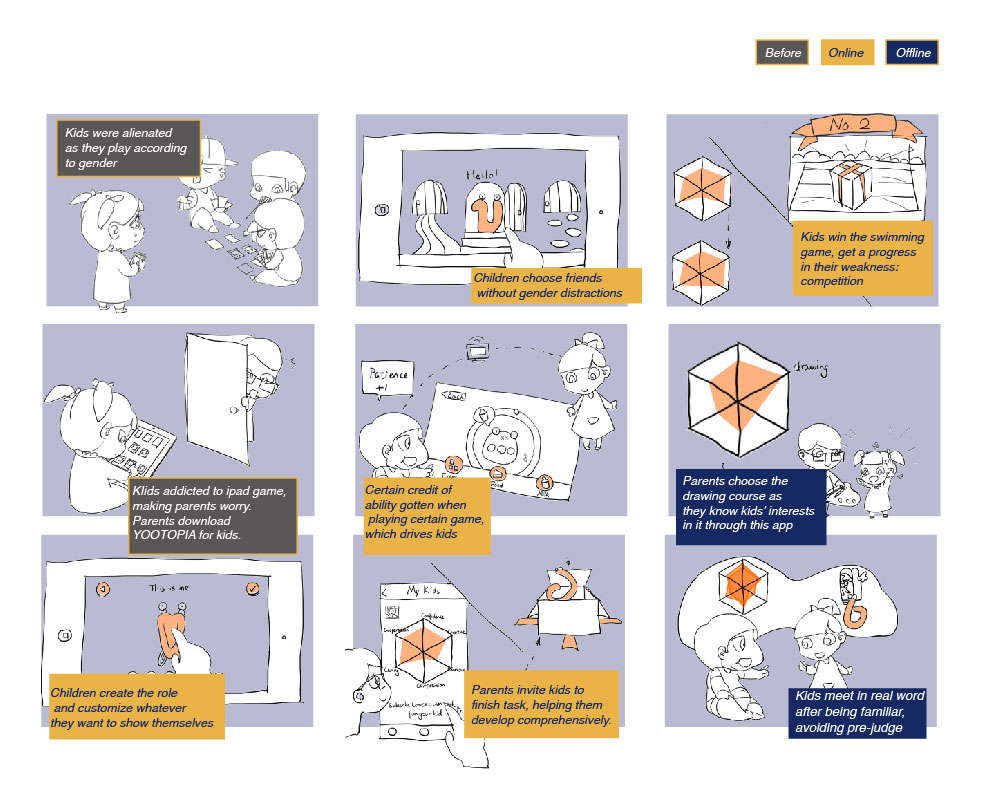 Before
Online
Offline
Kids were alienated
as they play according
to gender
KIids addicted to ipad game,
making parents worry.
Parents download
YOOTOPIA for kids.
This is me
Children create the role
and customize whatever
they want to show themselves
Hello!
Children choose friends
without gender distractions
Patience
+1
Certain credit of
ability gotten when
playing certain game,
which drives kids
My Kids
Confidence
for your kid
Parents invite kids to
finish task, helping them
develop comprehensively.
No 2
Kids win the swimming
game, get a progress
in their weakness:
competition
drawing
Parents choose the
drawing course as
they know kids' interests
in it through this app
Kids meet in real word
after being familiar,
avoiding pre-judge